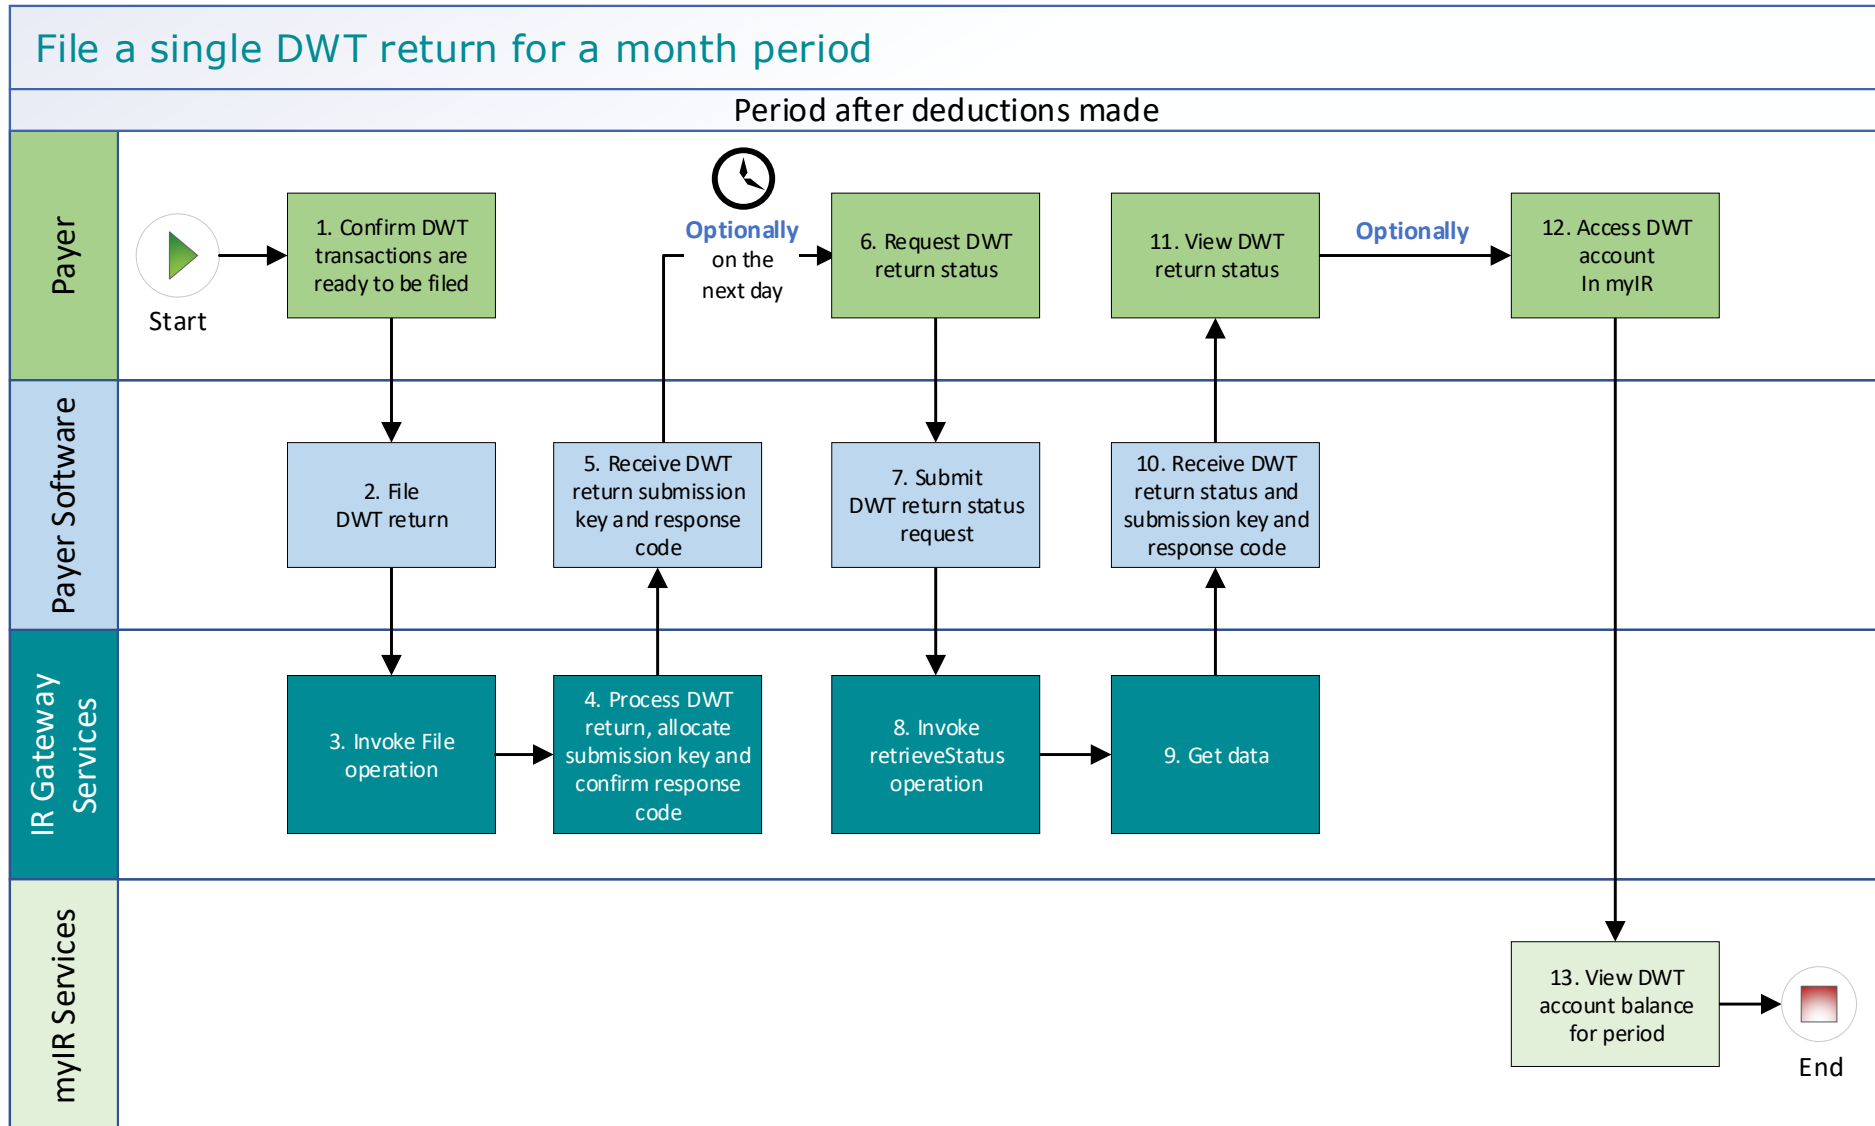 File a single DWT return for a month period
Period after deductions made
Payer
Start
1. Confirm DWT
transactions are
ready to be filed
Optionally
on the
next day
6. Request DWT
return status
11. View DWT
return status
Optionally
12. Access DWT
account
In myIR
Payer Software
2. File
DWT return
5. Receive DWT
return submission
key and response
code
7. Submit
DWT return status
request
10. Receive DWT
return status and
submission key and
response code
IR Gateway
Services
3. Invoke File
operation
4. Process DWT
return, allocate
submission key and
confirm response
code
8. Invoke
retrieveStatus
operation
9. Get data
myIR Services
13. View DWT
account balance
for period
End